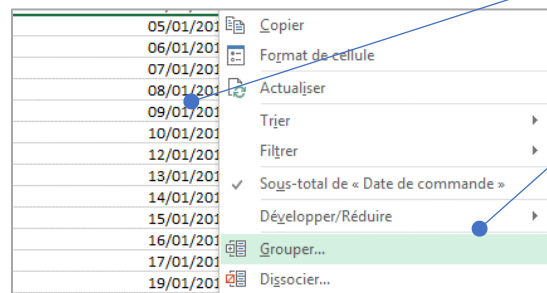 05/01/201
06/01/201
07/01/201
08/01/201
09/01/201
10/01/201
12/01/201
13/01/201
14/01/201
15/01/201
16/01/201
17/01/201
19/01/201
Copier
Format de cellule
Actualiser
Trier
Filtrer
Sous-total de « Date de commande »
Développer/Réduire
Grouper...
Dissocier...